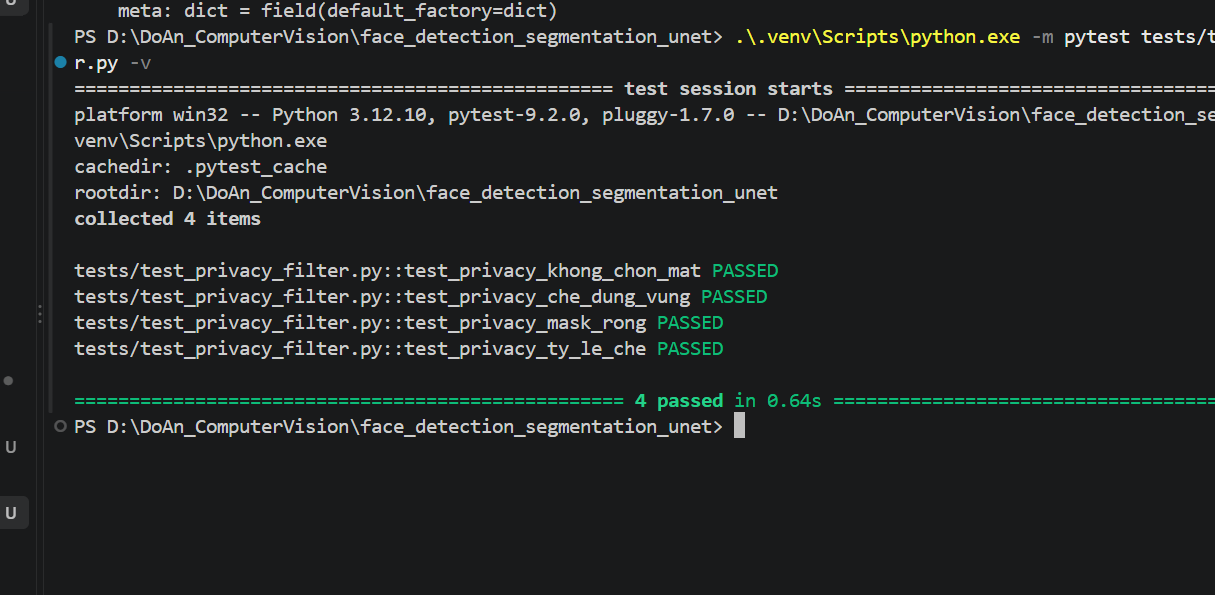 U
meta: dict = field(default_factory=dict)
PS D:\DoAn_ComputerVision\face_detection_segmentation_unet> .\.venv\Scripts\python.exe -m pytest tests/t
r.py -v
================================================= test session starts ==================================
platform win32 -- Python 3.12.10, pytest-9.2.0, pluggy-1.7.0 -- D:\DoAn_ComputerVision\face_detection_se
venv\Scripts\python.exe
cachedir: .pytest_cache
rootdir: D:\DoAn_ComputerVision\face_detection_segmentation_unet
collected 4 items
tests/test_privacy_filter.py::test_privacy_khong_chon_mat PASSED
tests/test_privacy_filter.py::test_privacy_che_dung_vung PASSED
tests/test_privacy_filter.py::test_privacy_mask_rong PASSED
tests/test_privacy_filter.py::test_privacy_ty_le_che PASSED
================================================== 4 passed in 0.64s ===================================
PS D:\DoAn_ComputerVision\face_detection_segmentation_unet>
U
U